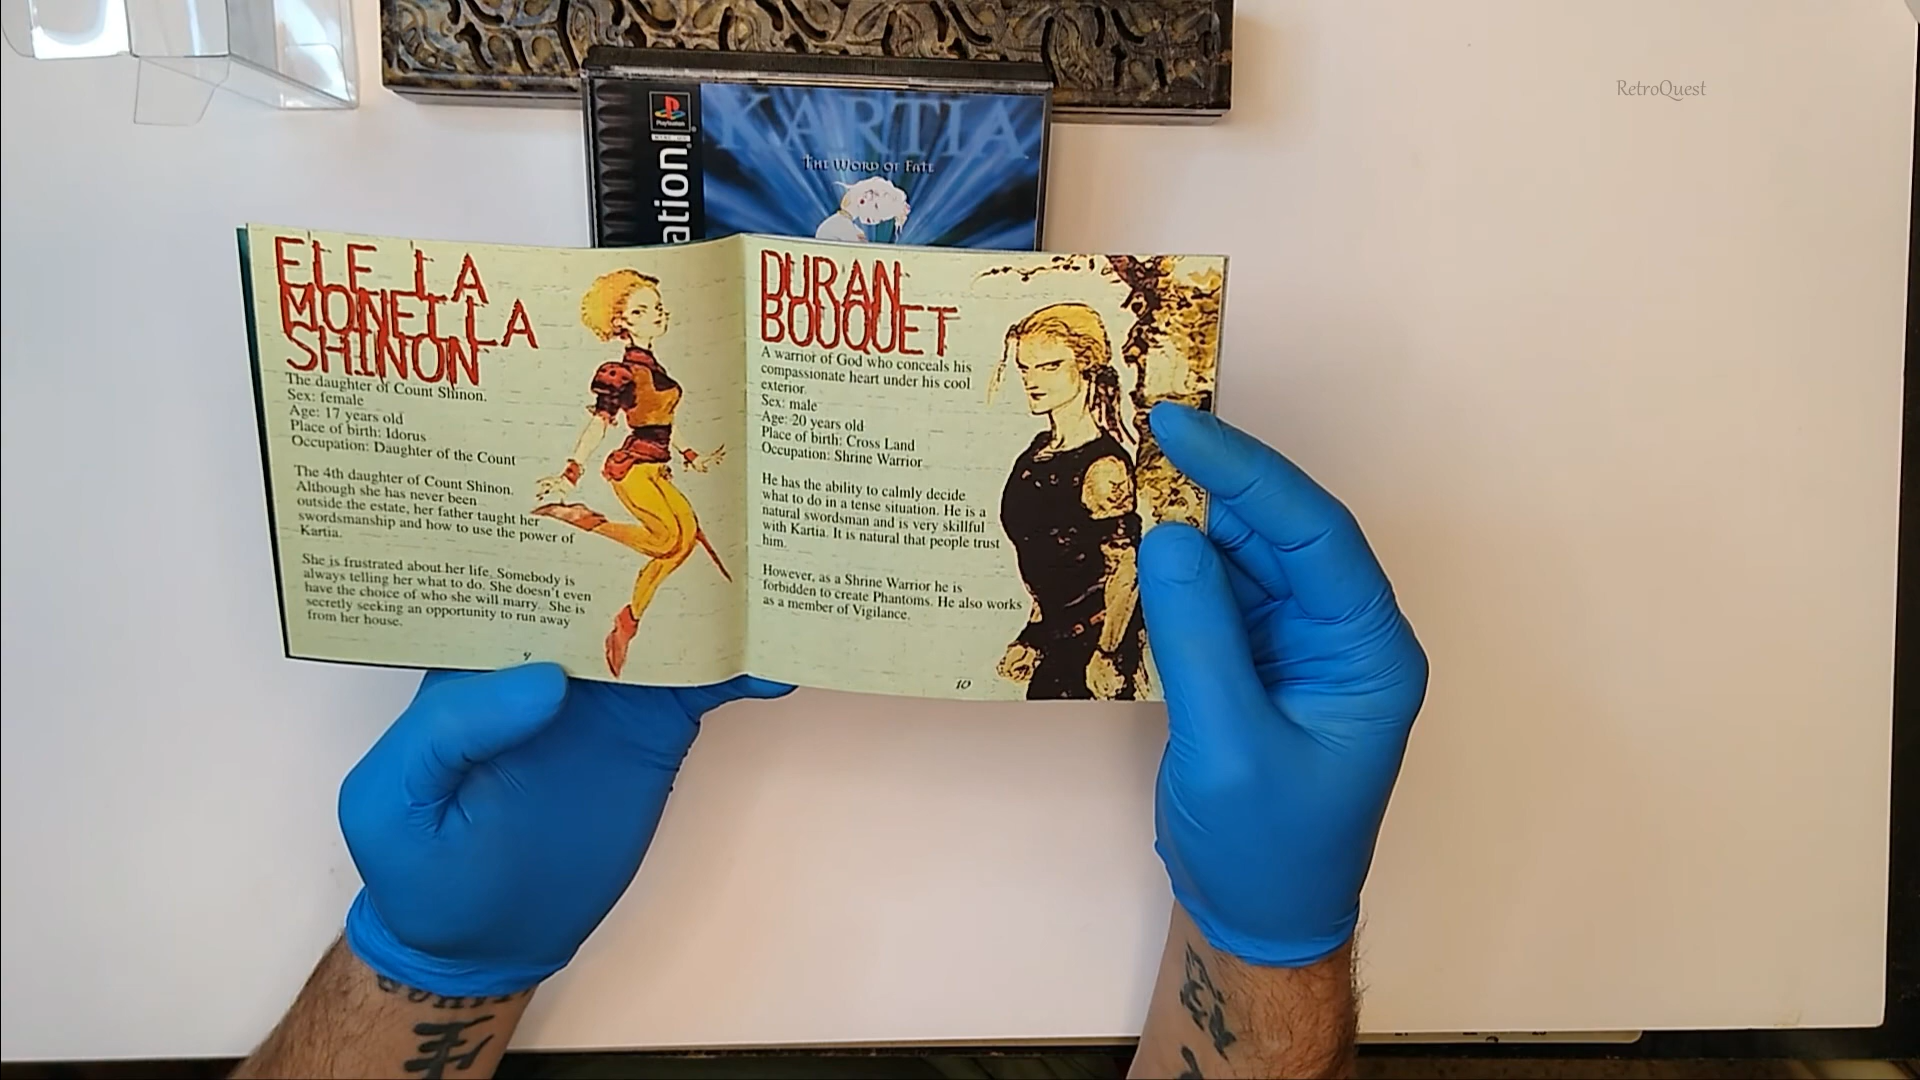 RetroQuest
PlayStation
KARTIA
THE WORD OF FATE
ation
ELE LA
MONELLA
SHINON
The daughter of Count Shinon.
Sex: female
Age: 17 years old
Place of birth: Idorus
Occupation: Daughter of the Count
The 4th daughter of Count Shinon.
Although she has never been
outside the estate, her father taught her
swordsmanship and how to use the power of
Kartia.
She is frustrated about her life. Somebody is
always telling her what to do. She doesn't even
have the choice of who she will marry. She is
secretly seeking an opportunity to run away
from her house.
9
DURAN
BOUQUET
A warrior of God who conceals his
compassionate heart under his cool
exterior.
Sex: male
Age: 20 years old
Place of birth: Cross Land
Occupation: Shrine Warrior
He has the ability to calmly decide
what to do in a tense situation. He is a
natural swordsman and is very skillful
with Kartia. It is natural that people trust
him.
However, as a Shrine Warrior he is
forbidden to create Phantoms. He also works
as a member of Vigilance.
10